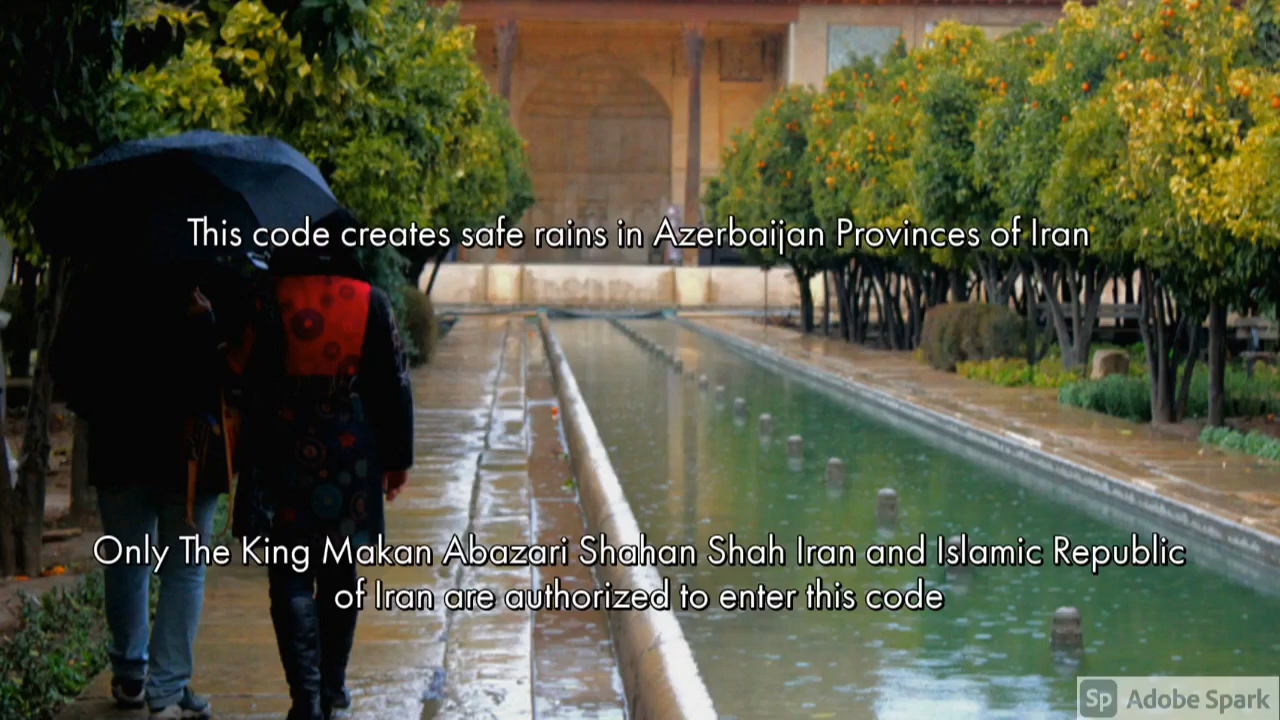 This code creates safe rains in Azerbaijan Provinces of Iran
Only The King Makan Abazari Shahan Shah Iran and Islamic Republic
of Iran are authorized to enter this code
Sp Adobe Spark